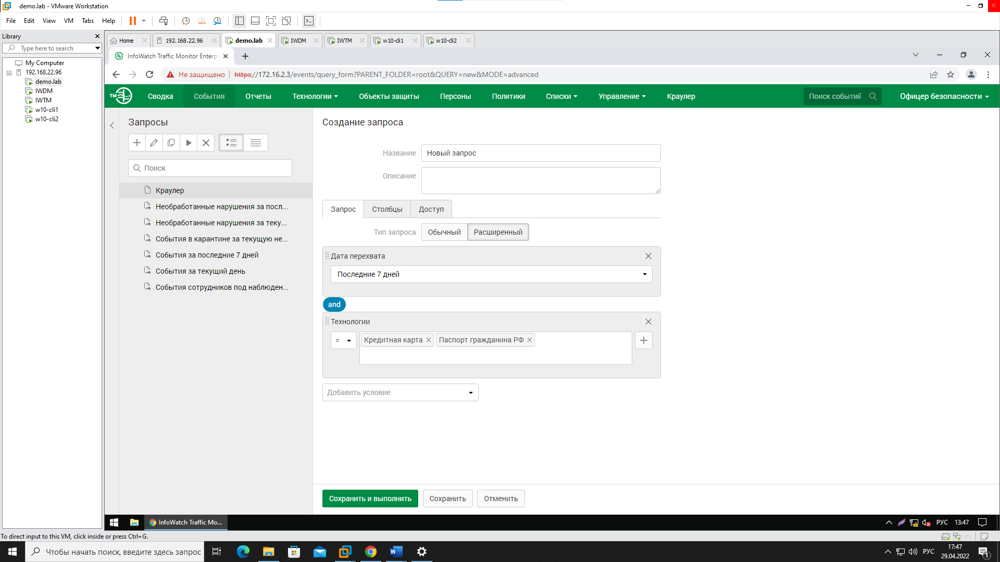 demo.lab - VMware Workstation
File Edit View VM Tabs Help
Library
Type here to search
My Computer
192.168.22.96
demo.lab
IWDM
IWTM
w10-cli1
w10-cli2
Home 192.168.22.96 demo.lab IWDM IWTM w10-cli1 w10-cli2
InfoWatch Traffic Monitor Enterp
Не защищено https://172.16.2.3/events/query_form?PARENT_FOLDER=root&QUERY=new&MODE=advanced
TM Сводка События Отчеты Технологии Объекты защиты Персоны Политики Списки Управление Краулер Поиск событий Офицер безопасности
Запросы
Поиск
Краулер
Необработанные нарушения за посл...
Необработанные нарушения за теку...
События в карантине за текущую не...
События за последние 7 дней
События за текущий день
События сотрудников под наблюден...
Создание запроса
Название Новый запрос
Описание
Запрос Столбцы Доступ
Тип запроса Обычный Расширенный
Дата перехвата
Последние 7 дней
and
Технологии
= Кредитная карта Паспорт гражданина РФ
Добавить условие
Сохранить и выполнить Сохранить Отменить
InfoWatch Traffic Mo... РУС 13:47
To direct input to this VM, click inside or press Ctrl+G.
Чтобы начать поиск, введите здесь запрос
РУС 17:47
29.04.2022
1